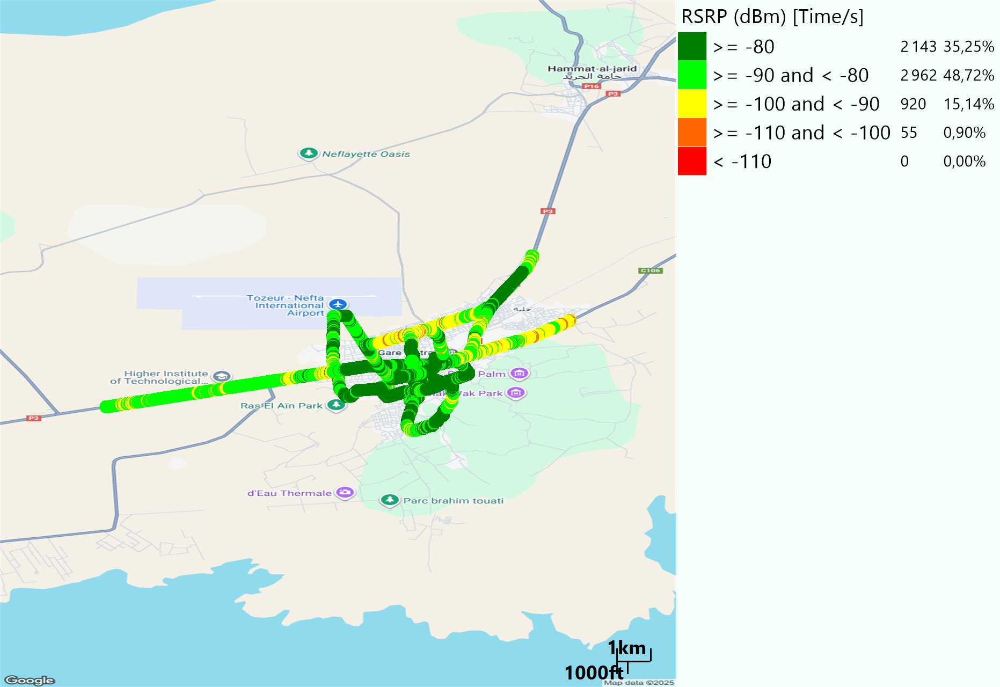 RSRP (dBm) [Time/s]
>= -80 2 143 35,25%
>= -90 and < -80 2 962 48,72%
>= -100 and < -90 920 15,14%
>= -110 and < -100 55 0,90%
< -110 0 0,00%
Hammat-al-jarid
حامة الجريد
P16
P3
Neflayette Oasis
P3
C106
Tozeur - Nefta
International
Airport
حلبة
Gare
Higher Institute
of Technological...
Palm
Wak Park
Ras El Aïn Park
P3
d'Eau Thermale
Parc brahim touati
1km
1000ft
Google
Map data ©2025